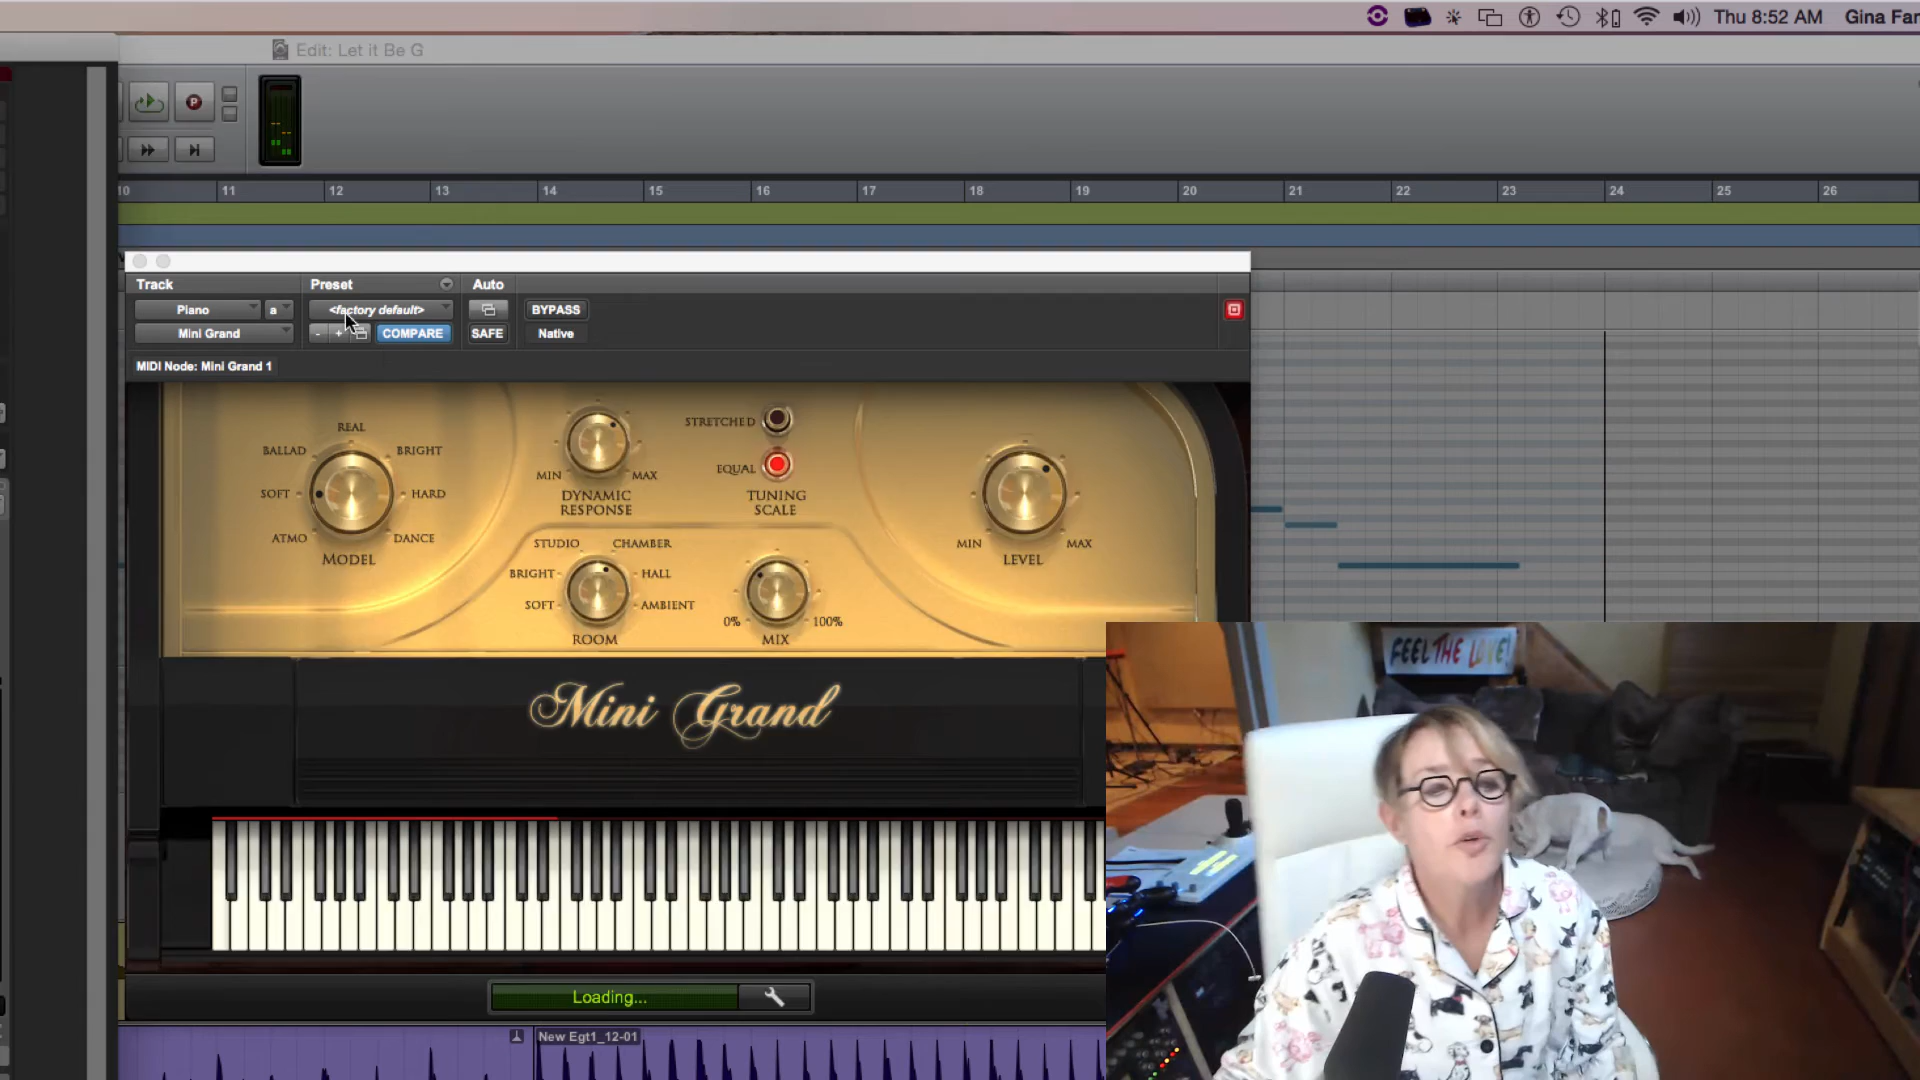 Thu 8:52 AM Gina Far
Edit: Let it Be G
P
10 11 12 13 14 15 16 17 18 19 20 21 22 23 24 25 26
Track Preset Auto
Piano a <factory default> BYPASS
Mini Grand - + COMPARE SAFE Native
MIDI Node: Mini Grand 1
REAL
BALLAD BRIGHT
SOFT HARD
ATMO DANCE
MODEL
MIN MAX
DYNAMIC
RESPONSE
STRETCHED
EQUAL
TUNING
SCALE
MIN MAX
LEVEL
STUDIO CHAMBER
BRIGHT HALL
SOFT AMBIENT
ROOM
0% 100%
MIX
Mini Grand
FEEL THE LOVE!
Loading...
New Egt1_12-01